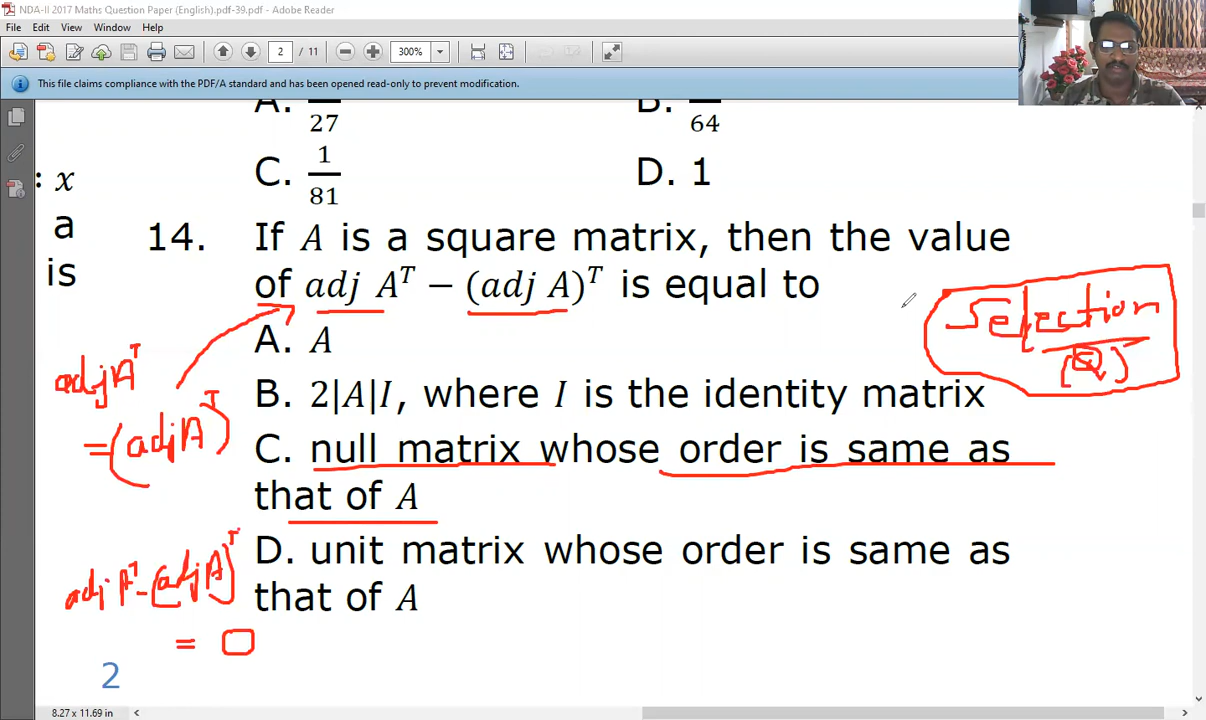 NDA-II 2017 Maths Question Paper (English).pdf-39.pdf - Adobe Reader
File Edit View Window Help
2 / 11 300%
This file claims compliance with the PDF/A standard and has been opened read-only to prevent modification.
A. 27 B. 64
C. 1/81 D. 1
: x
a
is
14. If A is a square matrix, then the value
of adj A^T − (adj A)^T is equal to
A. A
B. 2|A|I, where I is the identity matrix
C. null matrix whose order is same as
that of A
D. unit matrix whose order is same as
that of A
Selection
(Q)
adj A^T
= (adj A)^T
adj A^T - (adj A)^T
= O
2
8.27 x 11.69 in